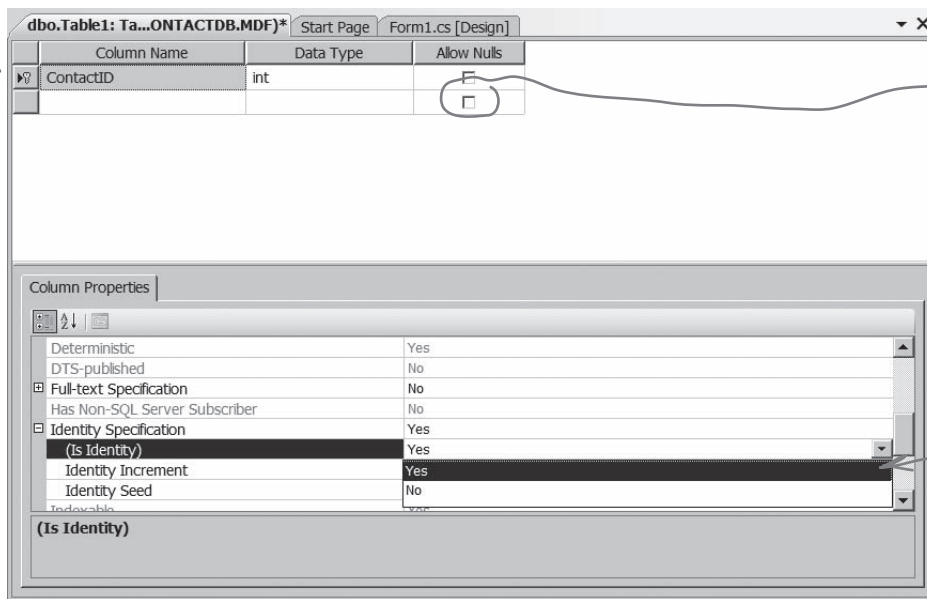 dbo.Table1: Ta...ONTACTDB.MDF)* Start Page Form1.cs [Design]
Column Name Data Type Allow Nulls
ContactID int
Column Properties
Deterministic Yes
DTS-published No
Full-text Specification No
Has Non-SQL Server Subscriber No
Identity Specification Yes
(Is Identity) Yes
Identity Increment Yes
Identity Seed No
Indexable Yes
(Is Identity)